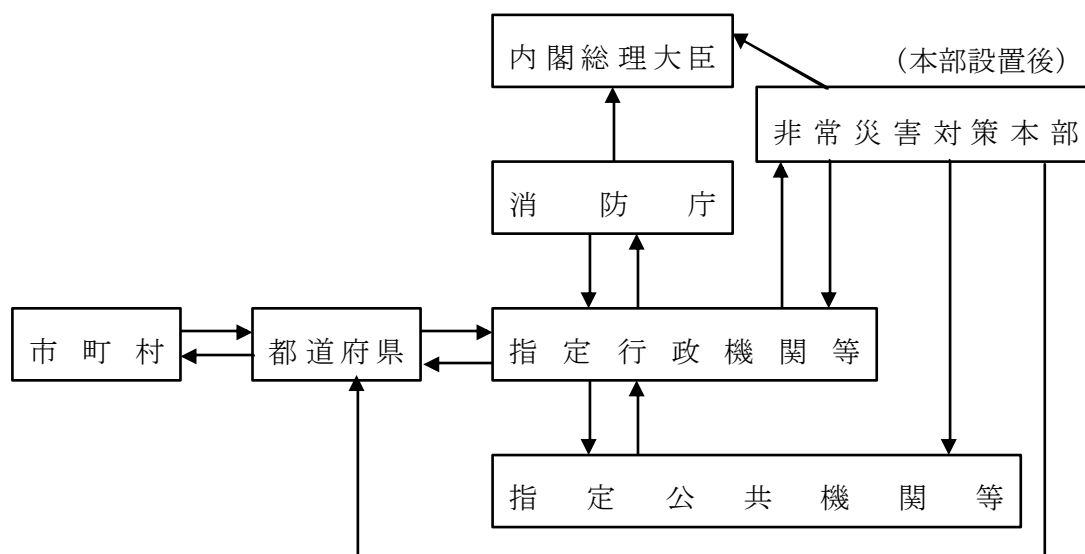 内閣総理大臣
（本部設置後）
非常災害対策本部
消防庁
市町村
都道府県
指定行政機関等
指定公共機関等